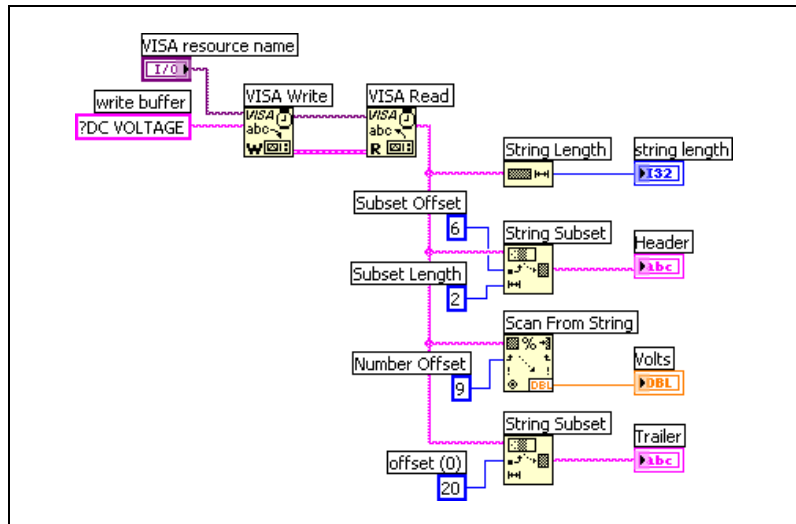 VISA resource name
I/O
VISA Write
VISA Read
write buffer
VISA
abc
W
VISA
abc
R
?DC VOLTAGE
String Length
string length
I32
Subset Offset
6
String Subset
Header
abc
Subset Length
2
Scan From String
%
Number Offset
9
DBL
Volts
DBL
String Subset
Trailer
abc
offset (0)
20